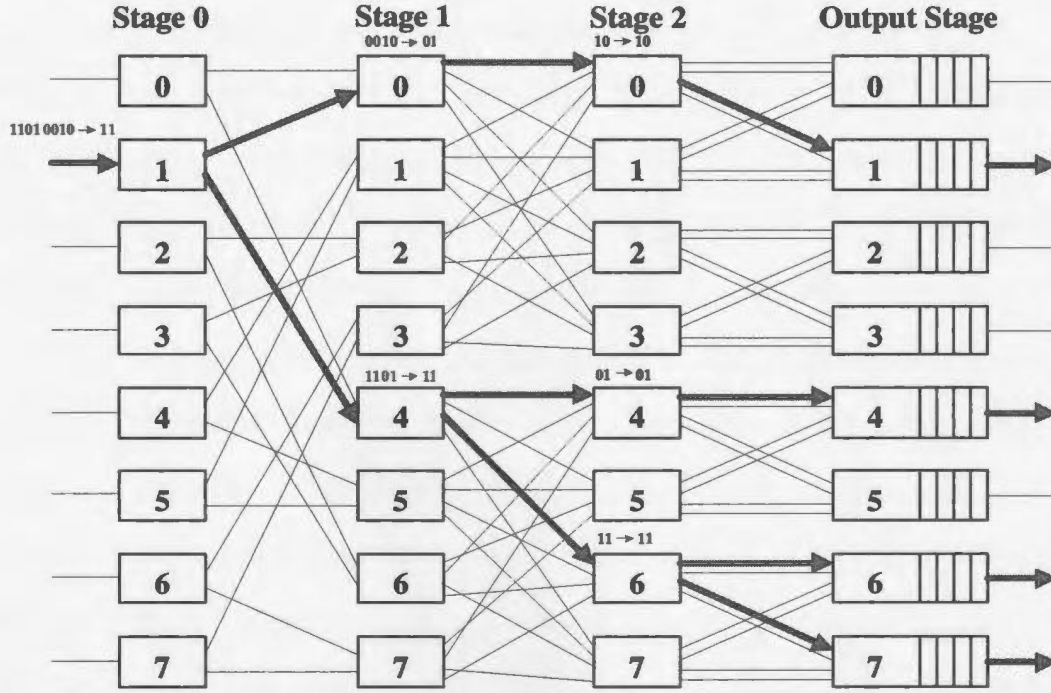 Stage 0 Stage 1 Stage 2 Output Stage
0010 → 01 10 → 10
0 0 0 0
11010010 → 11
1 1 1 1
2 2 2 2
3 3 3 3
1101 → 11 01 → 01
4 4 4 4
5 5 5 5
11 → 11
6 6 6 6
7 7 7 7